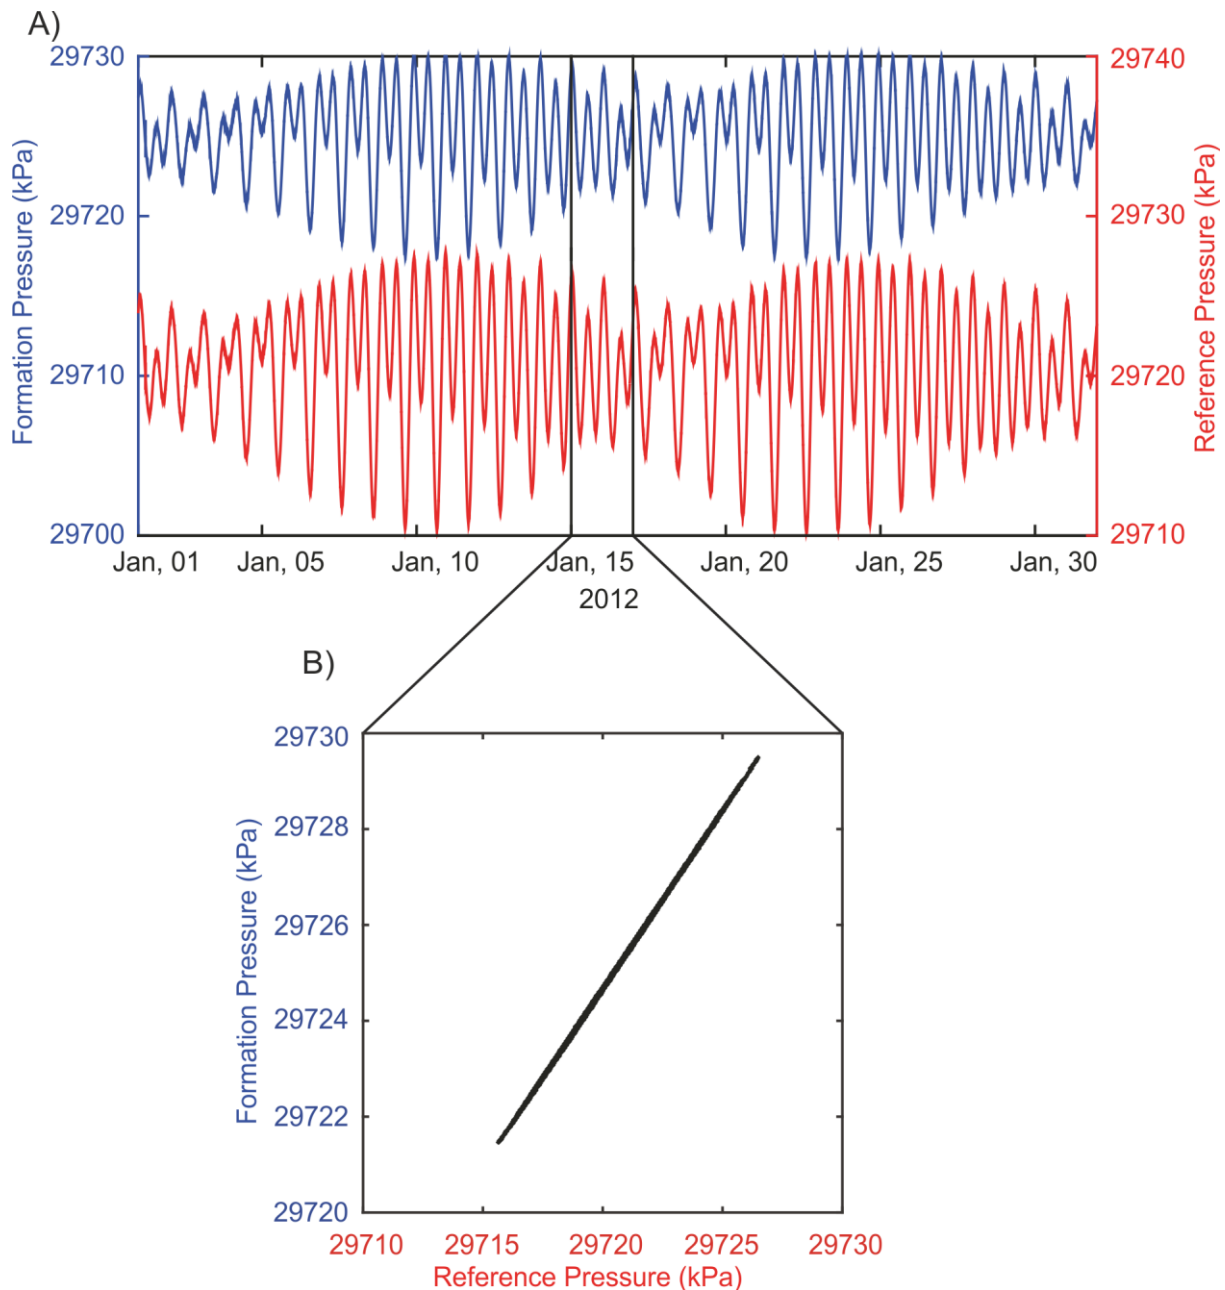 A)
29730
29720
29710
29700
Formation Pressure (kPa)
29740
29730
29720
29710
Reference Pressure (kPa)
Jan, 01 Jan, 05 Jan, 10 Jan, 15 Jan, 20 Jan, 25 Jan, 30
2012
B)
29730
29728
29726
29724
29722
29720
Formation Pressure (kPa)
29710 29715 29720 29725 29730
Reference Pressure (kPa)